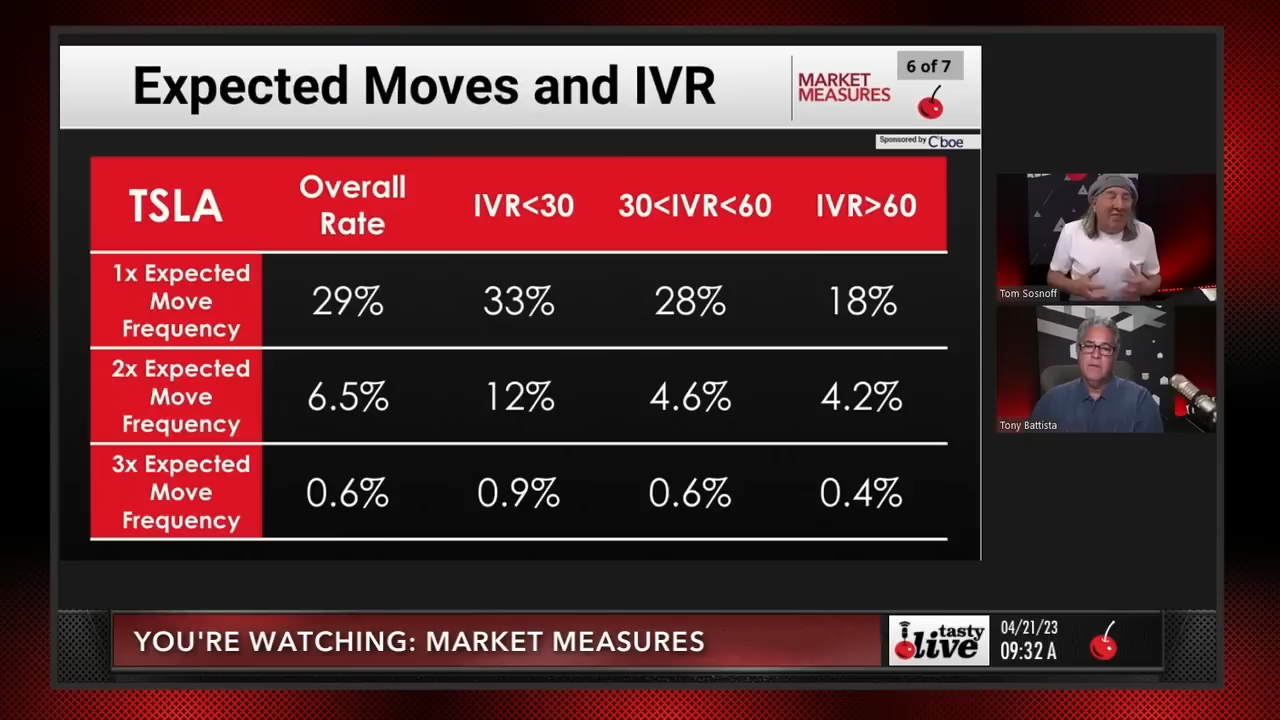 Expected Moves and IVR
MARKET
MEASURES
6 of 7
Sponsored by Cboe
TSLA
Overall
Rate
IVR<30
30<IVR<60
IVR>60
1x Expected
Move
Frequency
29%
33%
28%
18%
2x Expected
Move
Frequency
6.5%
12%
4.6%
4.2%
3x Expected
Move
Frequency
0.6%
0.9%
0.6%
0.4%
Tom Sosnoff
Tony Battista
YOU'RE WATCHING: MARKET MEASURES
tasty
live
04/21/23
09:32 A